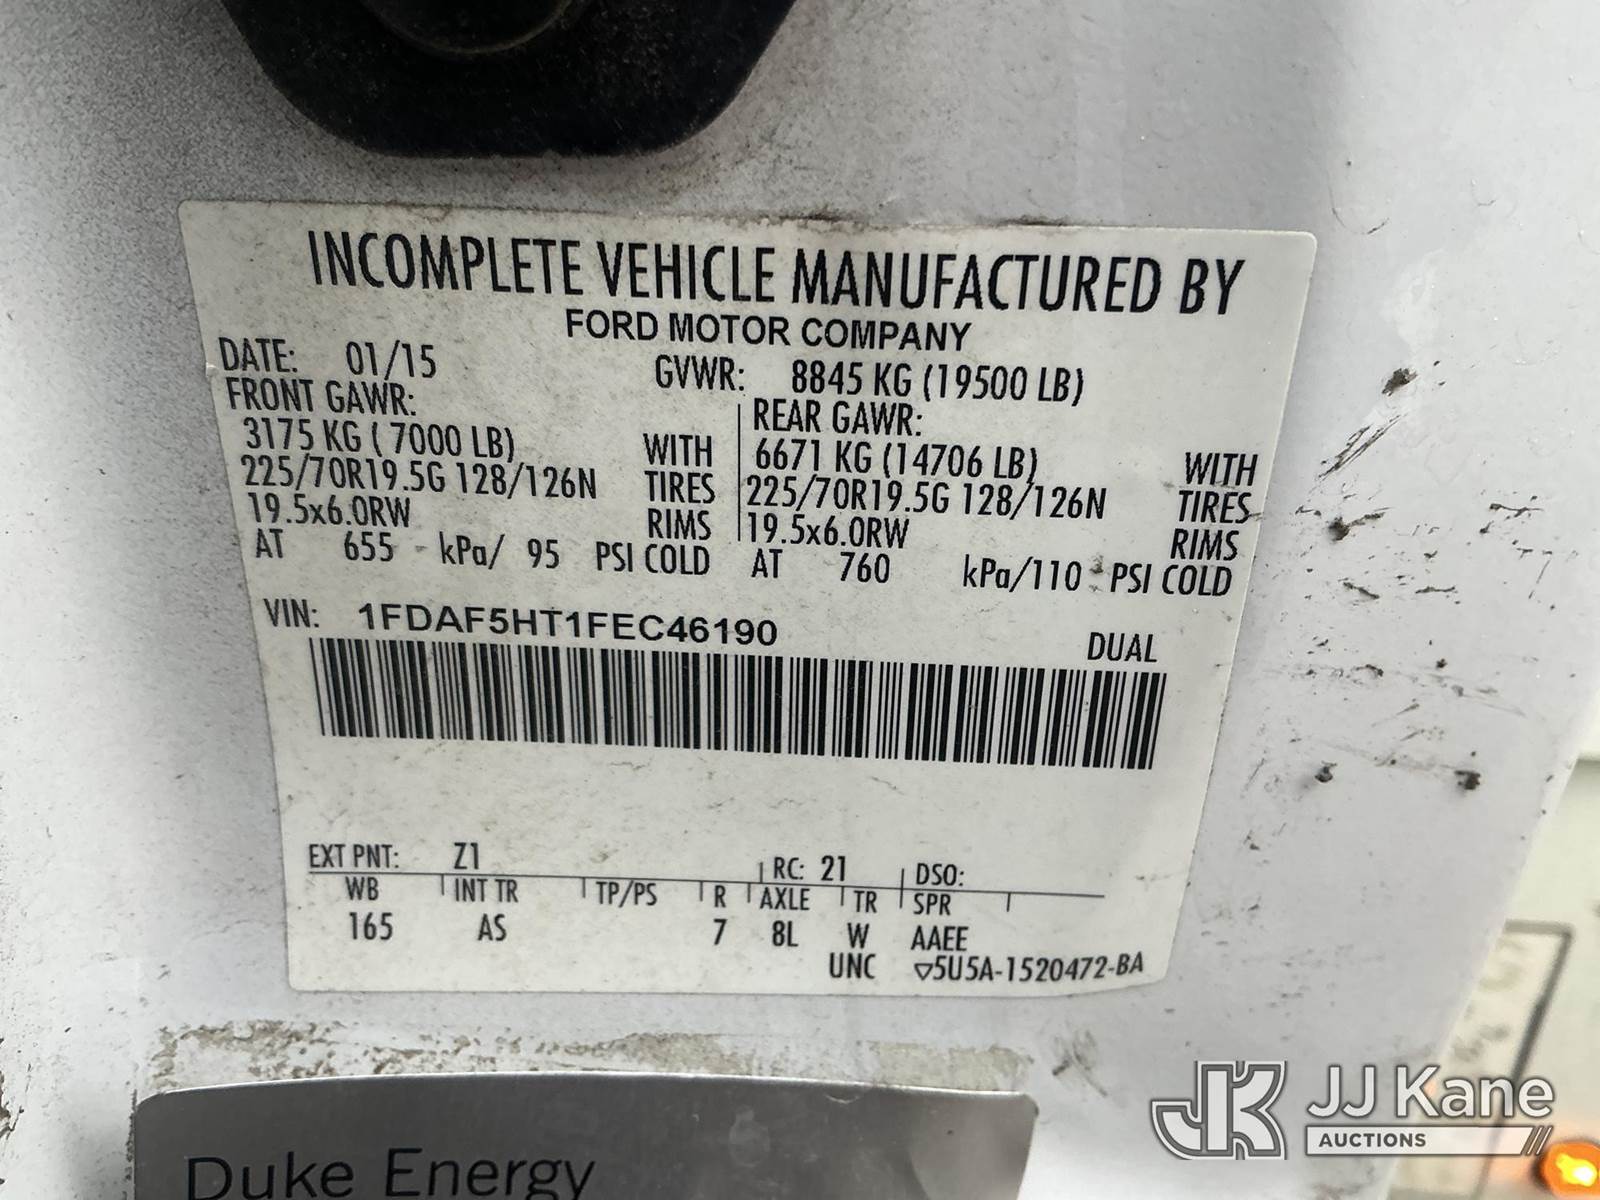 INCOMPLETE VEHICLE MANUFACTURED BY
FORD MOTOR COMPANY
DATE: 01/15 GVWR: 8845 KG (19500 LB)
FRONT GAWR: REAR GAWR:
3175 KG ( 7000 LB) WITH 6671 KG (14706 LB) WITH
225/70R19.5G 128/126N TIRES 225/70R19.5G 128/126N TIRES
19.5x6.0RW RIMS 19.5x6.0RW RIMS
AT 655 kPa/ 95 PSI COLD AT 760 kPa/110 PSI COLD
VIN: 1FDAF5HT1FEC46190 DUAL
EXT PNT: Z1 RC: 21 DSO:
WB INT TR TP/PS R AXLE TR SPR
165 AS 7 8L W AAEE
UNC ▽5U5A-1520472-BA
Duke Energy
JK JJ Kane
AUCTIONS